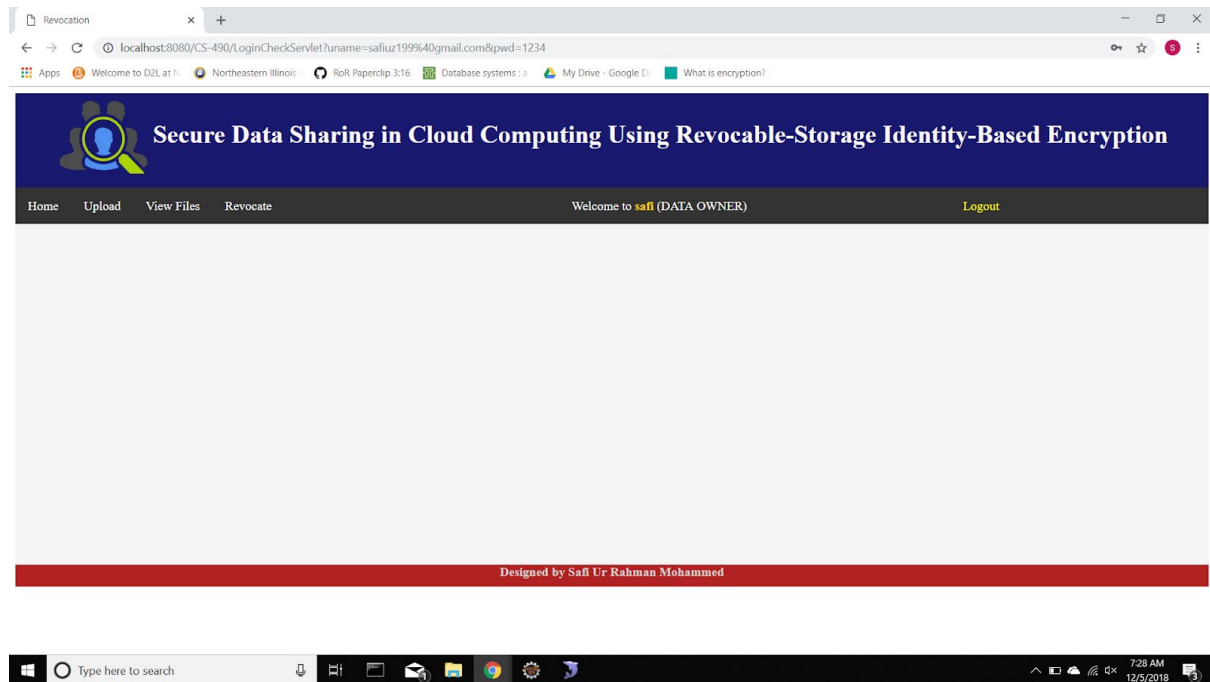 Revocation
localhost:8080/CS-490/LoginCheckServlet?uname=safiuz199%40gmail.com&pwd=1234
Apps Welcome to D2L at N Northeastern Illinois RoR Paperclip 3:16 Database systems : a My Drive - Google Dr What is encryption?
Secure Data Sharing in Cloud Computing Using Revocable-Storage Identity-Based Encryption
Home Upload View Files Revocate Welcome to safi (DATA OWNER) Logout
Designed by Safi Ur Rahman Mohammed
Type here to search
7:28 AM
12/5/2018